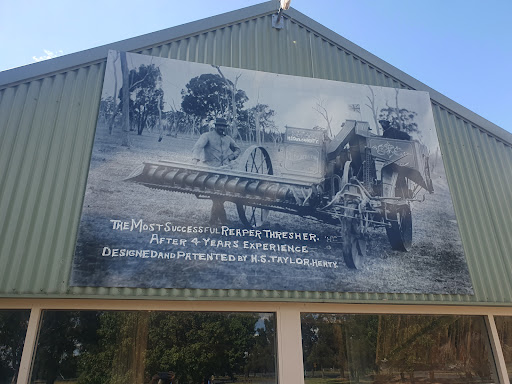 THE MOST SUCCESSFUL REAPER THRESHER.
AFTER 4 YEARS EXPERIENCE
DESIGNED AND PATENTED BY H.S. TAYLOR. HENTY.